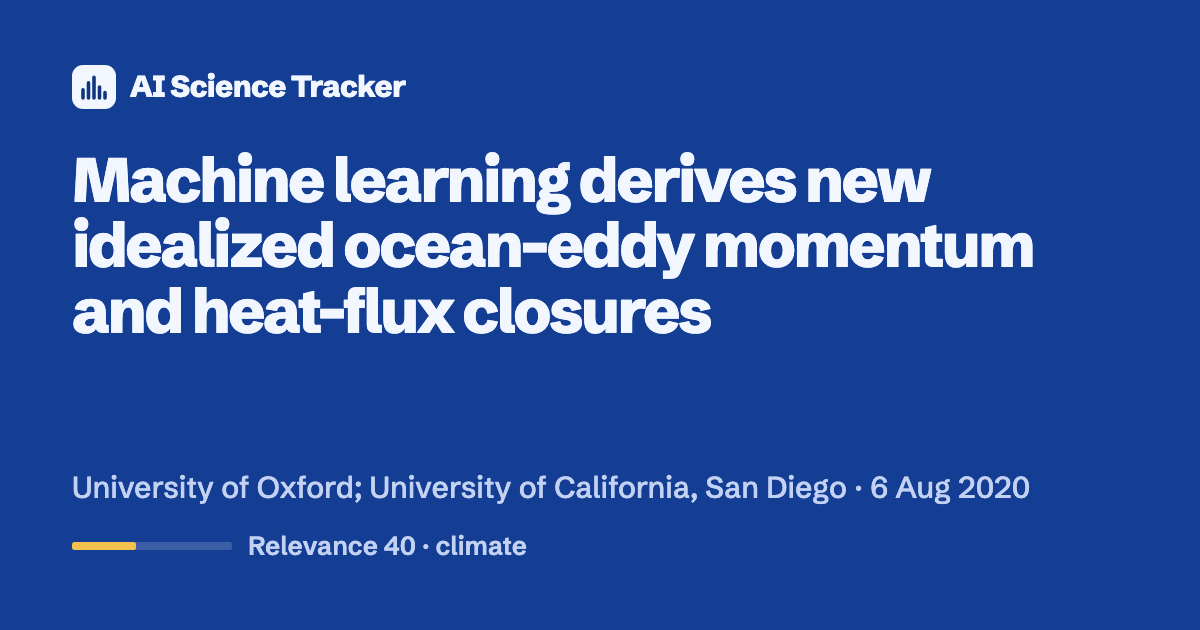 AI Science Tracker
Machine learning derives new
idealized ocean-eddy momentum
and heat-flux closures
University of Oxford; University of California, San Diego · 6 Aug 2020
Relevance 40 · climate